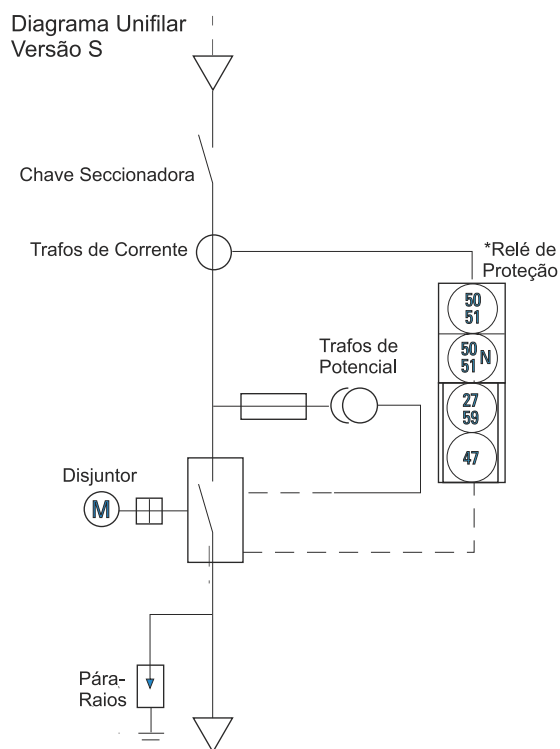 Diagrama Unifilar
Versão S
Chave Seccionadora
Trafos de Corrente
*Relé de
Proteção
50
51
50
51 N
Trafos de
Potencial
27
59
47
Disjuntor
M
Pára-
Raios